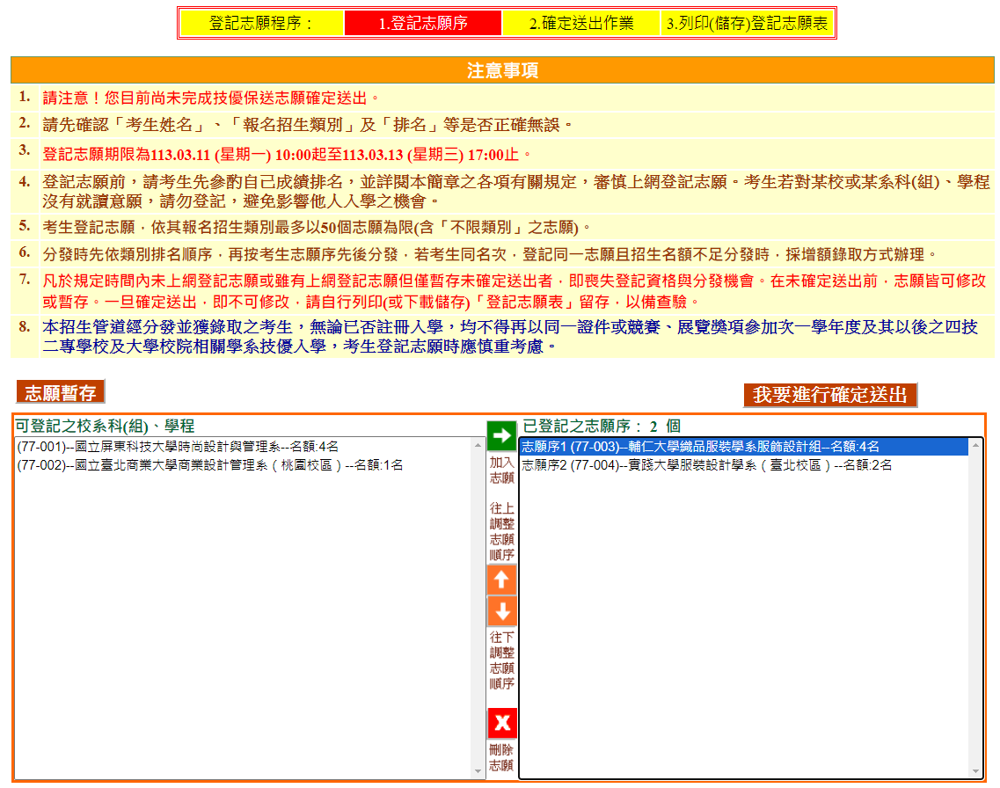 登記志願程序：
1.登記志願序
2.確定送出作業
3.列印(儲存)登記志願表
注意事項
1. 請注意！您目前尚未完成技優保送志願確定送出。
2. 請先確認「考生姓名」、「報名招生類別」及「排名」等是否正確無誤。
3. 登記志願期限為113.03.11 (星期一) 10:00起至113.03.13 (星期三) 17:00止。
4. 登記志願前，請考生先參酌自己成績排名，並詳閱本簡章之各項有關規定，審慎上網登記志願。考生若對某校或某系科(組)、學程
沒有就讀意願，請勿登記，避免影響他人入學之機會。
5. 考生登記志願，依其報名招生類別最多以50個志願為限(含「不限類別」之志願)。
6. 分發時先依類別排名順序，再按考生志願序先後分發，若考生同名次，登記同一志願且招生名額不足分發時，採增額錄取方式辦理。
7. 凡於規定時間內未上網登記志願或雖有上網登記志願但僅暫存未確定送出者，即喪失登記資格與分發機會。在未確定送出前，志願皆可修改
或暫存。一旦確定送出，即不可修改，請自行列印(或下載儲存)「登記志願表」留存，以備查驗。
8. 本招生管道經分發並獲錄取之考生，無論已否註冊入學，均不得再以同一證件或競賽、展覽獎項參加次一學年度及其以後之四技
二專學校及大學校院相關學系技優入學，考生登記志願時應慎重考慮。
志願暫存
我要進行確定送出
可登記之校系科(組)、學程
(77-001)--國立屏東科技大學時尚設計與管理系--名額:4名
(77-002)--國立臺北商業大學商業設計管理系（桃園校區）--名額:1名
加入
志願
往上
調整
志願
順序
往下
調整
志願
順序
刪除
志願
已登記之志願序： 2 個
志願序1 (77-003)--輔仁大學織品服裝學系服飾設計組--名額:4名
志願序2 (77-004)--實踐大學服裝設計學系（臺北校區）--名額:2名